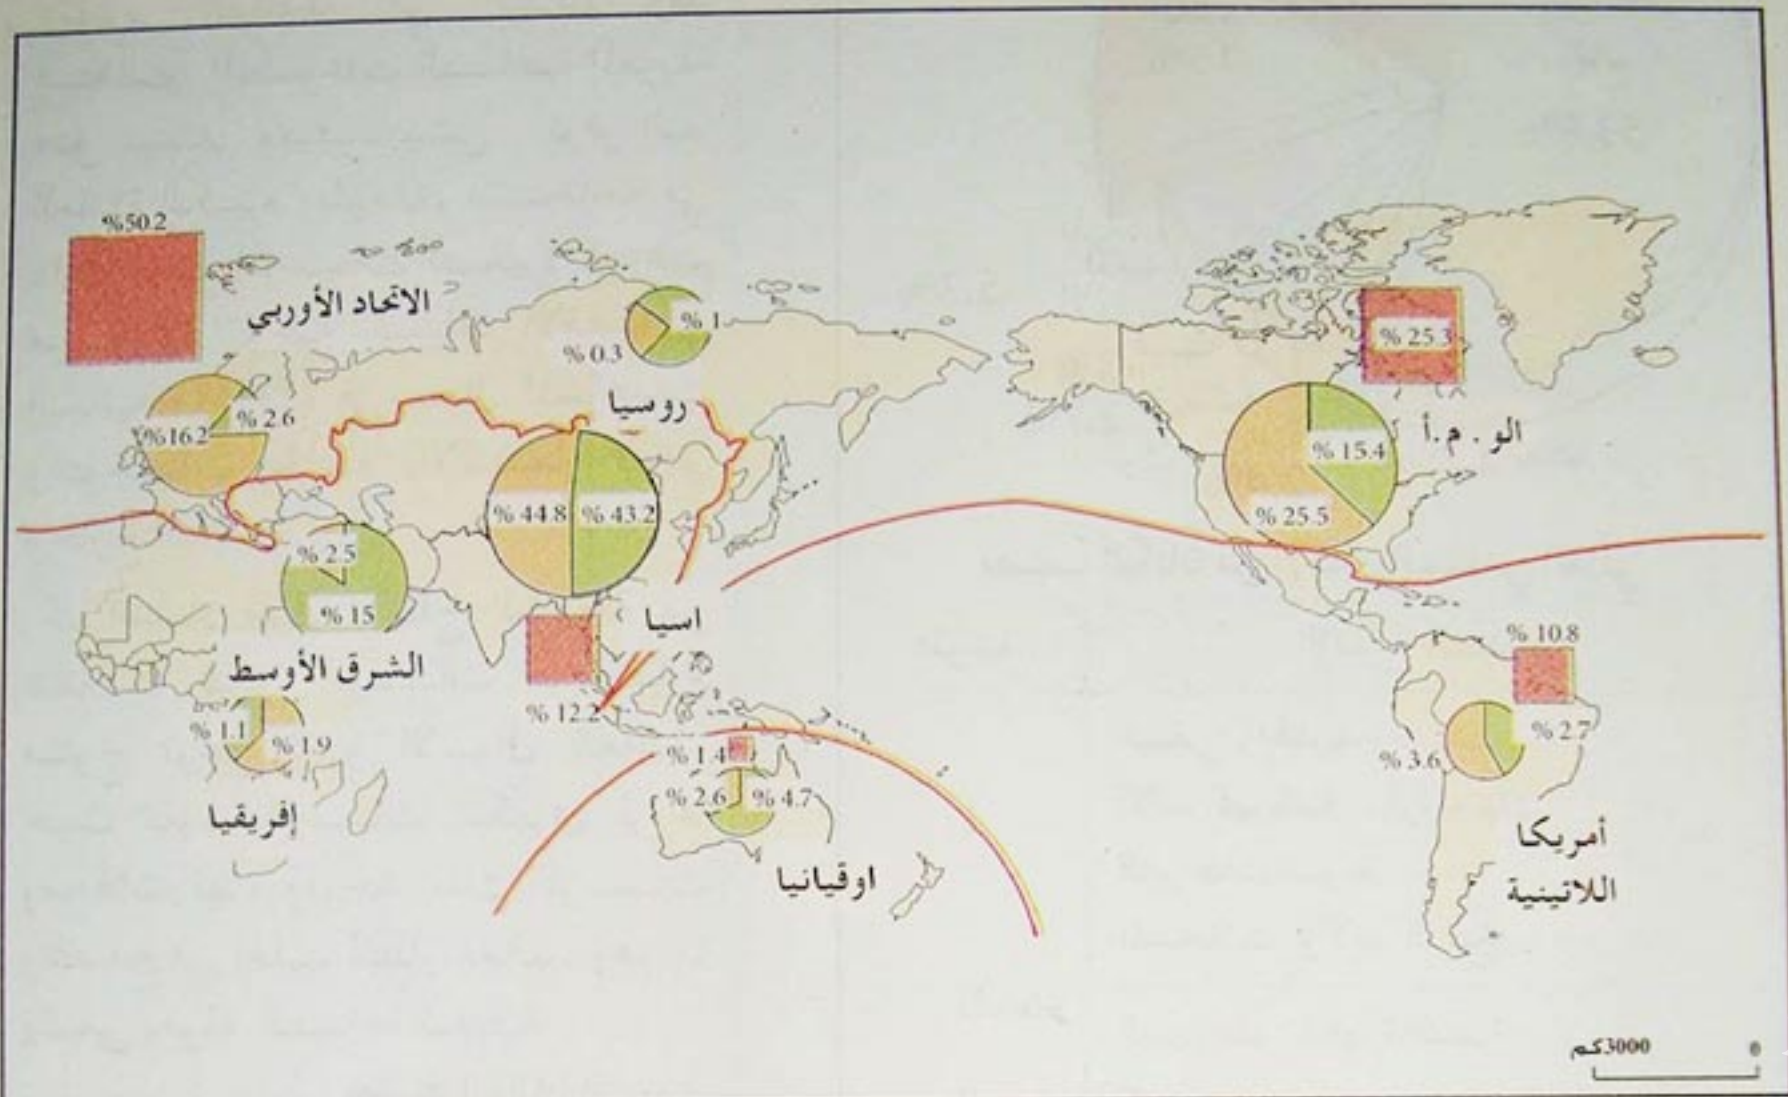 %50.2
الاتحاد الأوربي
% 1
% 0.3
روسيا
% 25.3
الو . م.أ
% 2.6
%16.2
% 15.4
% 25.5
% 44.8
% 43.2
% 2.5
% 15
الشرق الأوسط
اسيا
% 12.2
% 1.1
% 1.9
إفريقيا
% 1.4
% 2.6
% 4.7
اوقيانيا
% 10.8
% 2.7
% 3.6
أمريكا
اللاتينية
3000كم
0